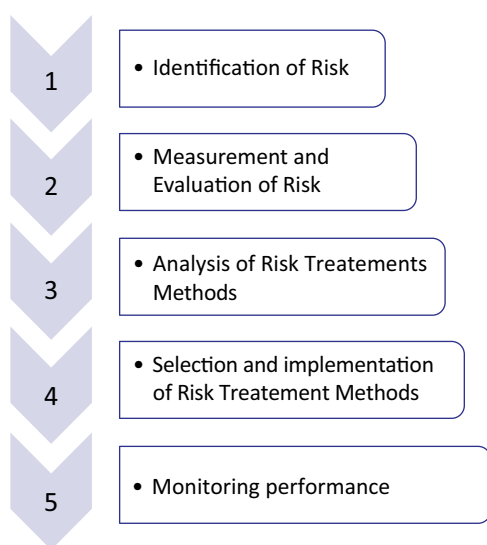 1
• Identification of Risk
2
• Measurement and
Evaluation of Risk
3
• Analysis of Risk Treatements
Methods
4
• Selection and implementation
of Risk Treatement Methods
5
• Monitoring performance